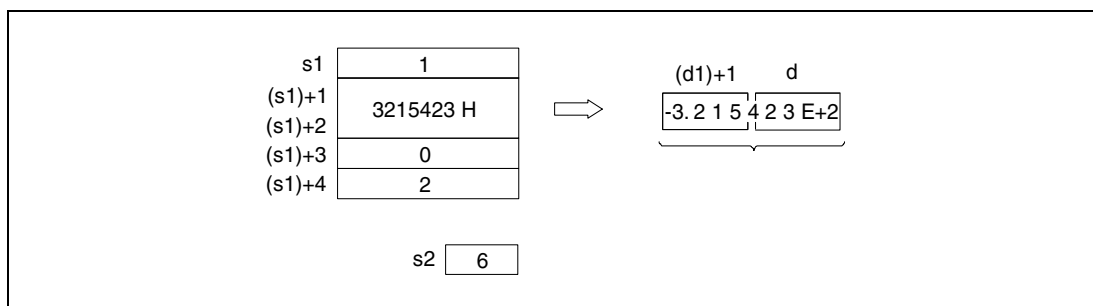 s1 1
(s1)+1
3215423 H
(s1)+2
(s1)+3 0
(s1)+4 2
s2 6
(d1)+1 d
-3. 2 1 5 4 2 3 E+2